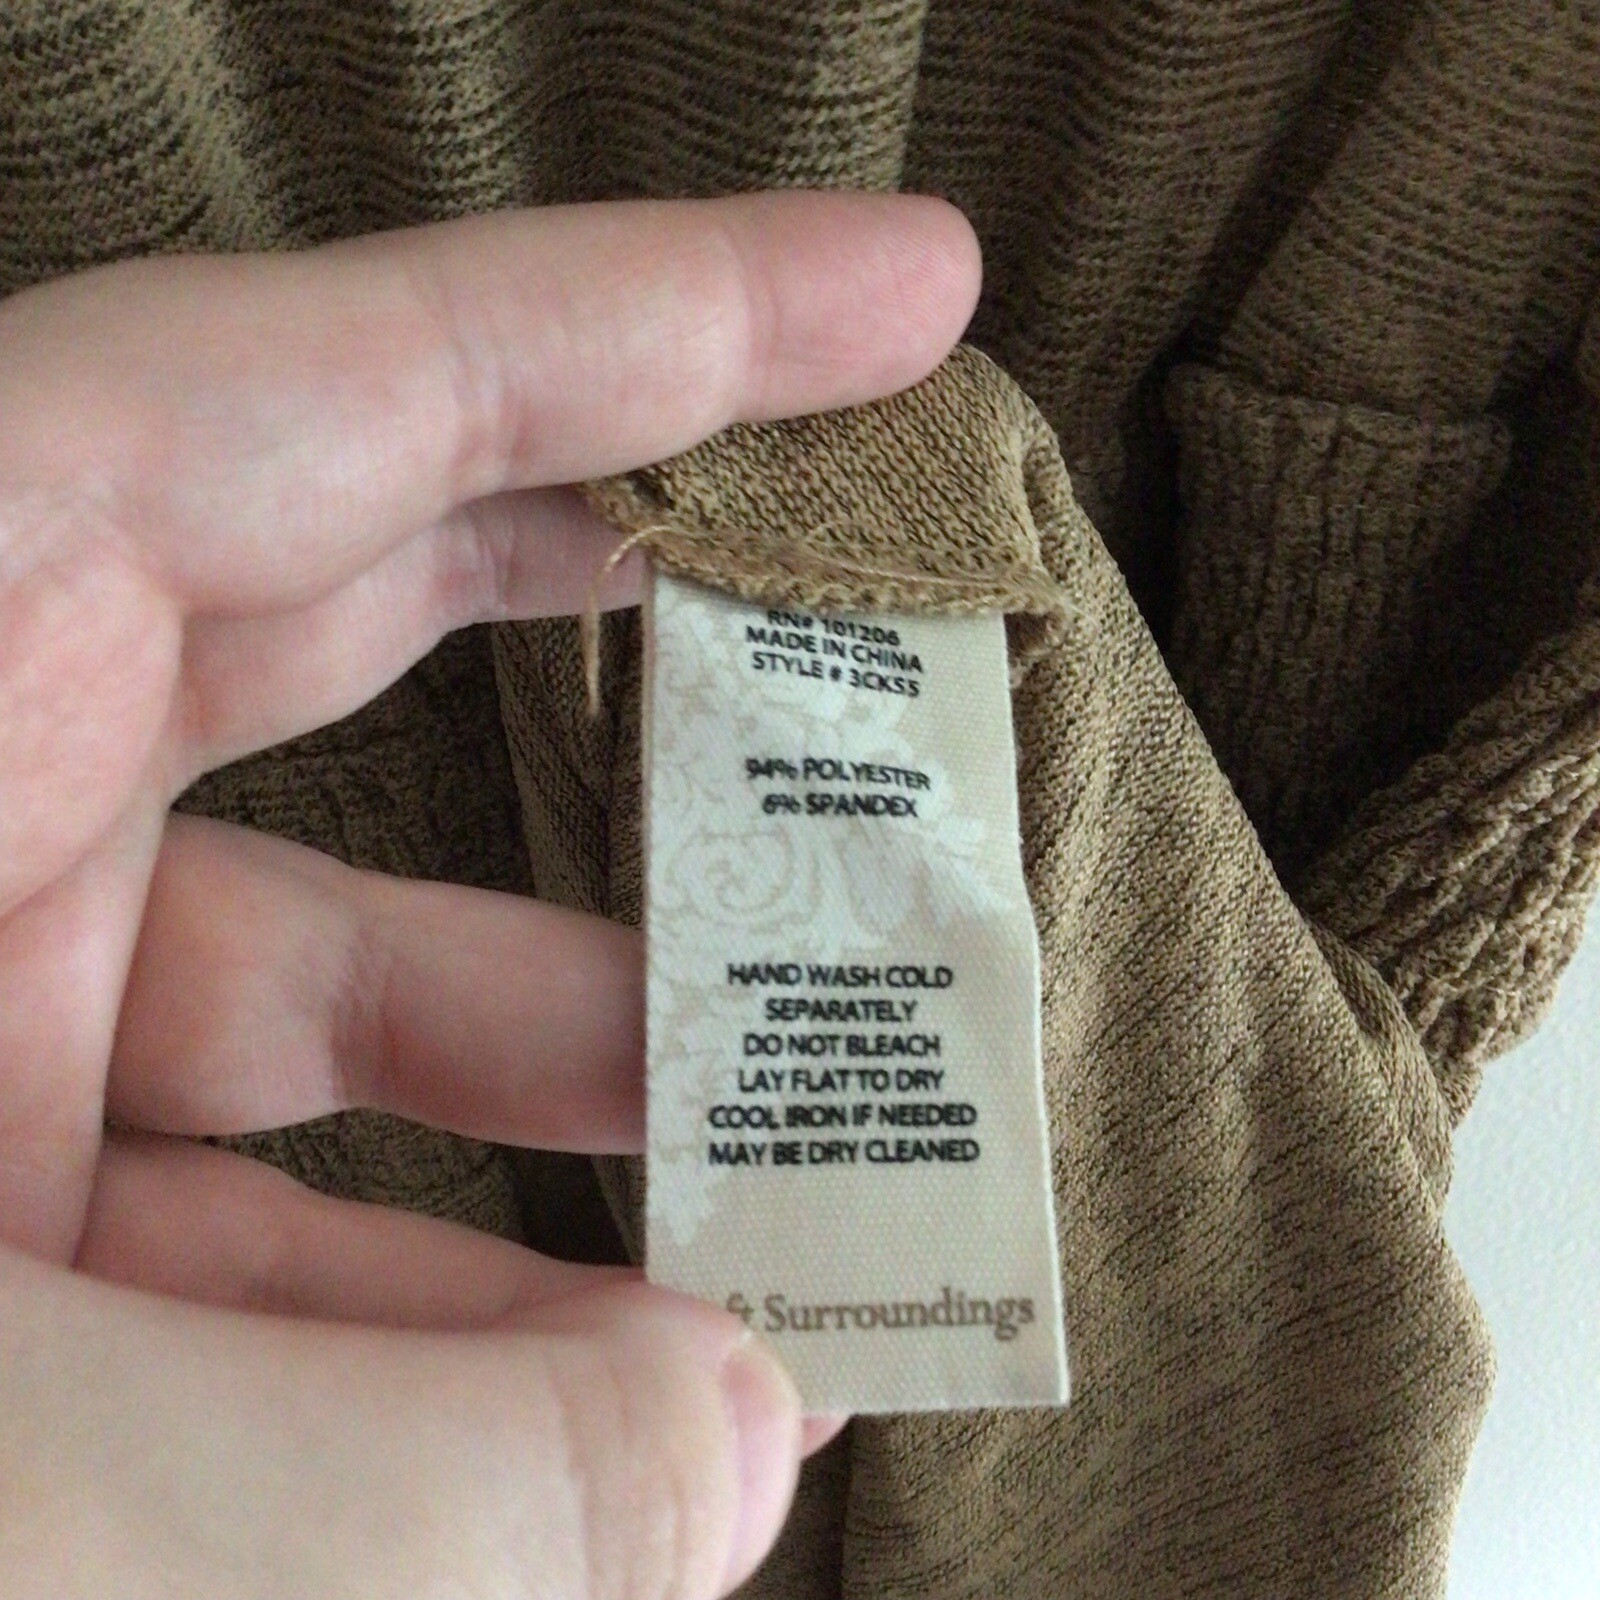 RN# 101206
MADE IN CHINA
STYLE # 3CK55
94% POLYESTER
6% SPANDEX
HAND WASH COLD
SEPARATELY
DO NOT BLEACH
LAY FLAT TO DRY
COOL IRON IF NEEDED
MAY BE DRY CLEANED
& Surroundings